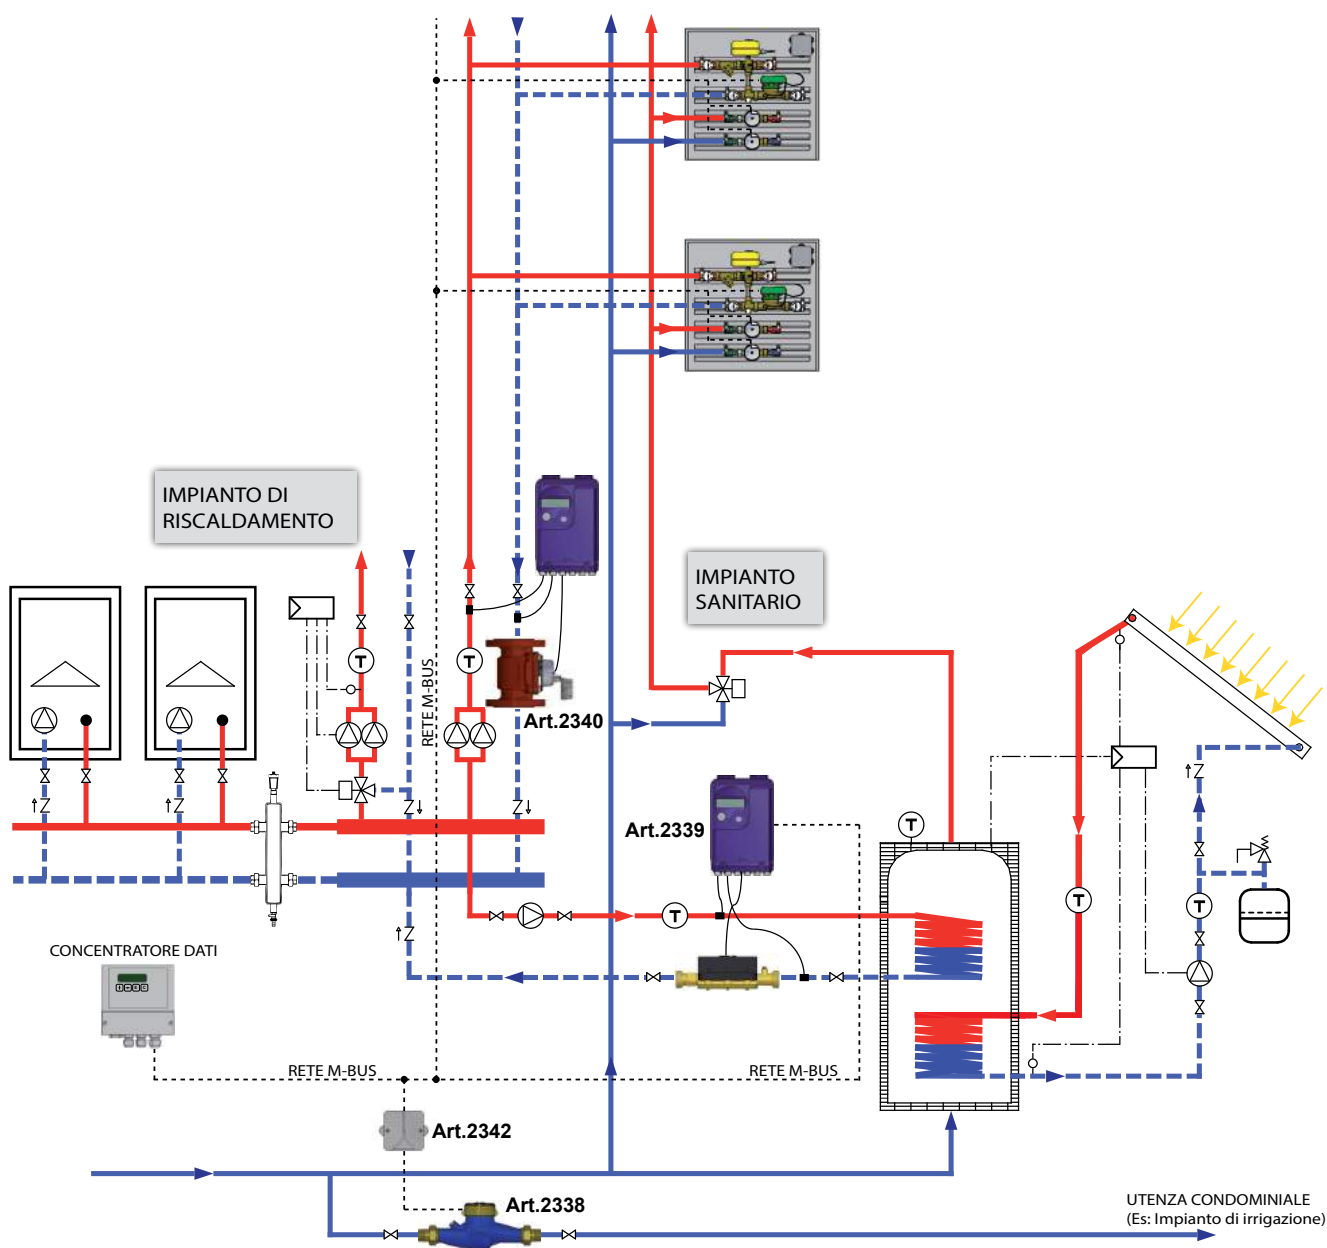 IMPIANTO DI
RISCALDAMENTO
IMPIANTO
SANITARIO
T
T
RETE M-BUS
Art.2340
Art.2339
T
T
T
T
CONCENTRATORE DATI
RETE M-BUS
RETE M-BUS
Art.2342
Art.2338
UTENZA CONDOMINIALE
(Es: Impianto di irrigazione)